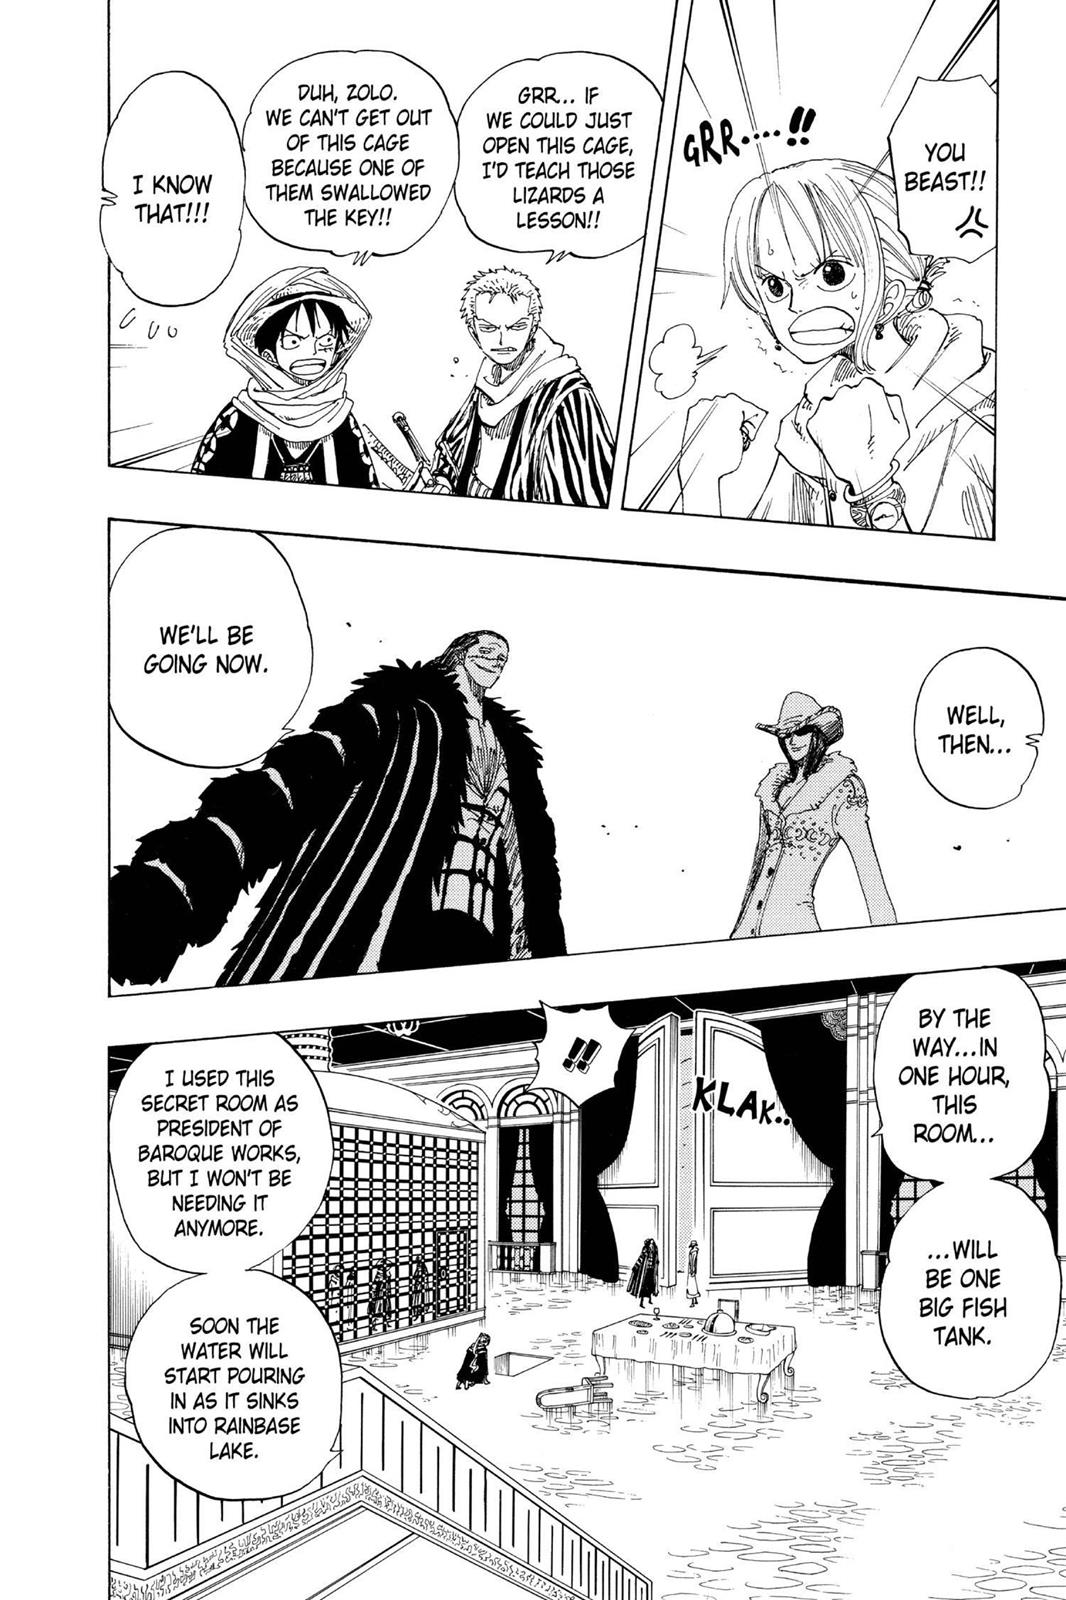 YOU
BEAST!!
GRR....!!
GRR... IF
WE COULD JUST
OPEN THIS CAGE,
I'D TEACH THOSE
LIZARDS A
LESSON!!
DUH, ZOLO.
WE CAN'T GET OUT
OF THIS CAGE
BECAUSE ONE OF
THEM SWALLOWED
THE KEY!!
I KNOW
THAT!!!
WELL,
THEN...
WE'LL BE
GOING NOW.
BY THE
WAY...IN
ONE HOUR,
THIS
ROOM...
...WILL
BE ONE
BIG FISH
TANK.
KLAK..
!!
I USED THIS
SECRET ROOM AS
PRESIDENT OF
BAROQUE WORKS,
BUT I WON'T BE
NEEDING IT
ANYMORE.
SOON THE
WATER WILL
START POURING
IN AS IT SINKS
INTO RAINBASE
LAKE.